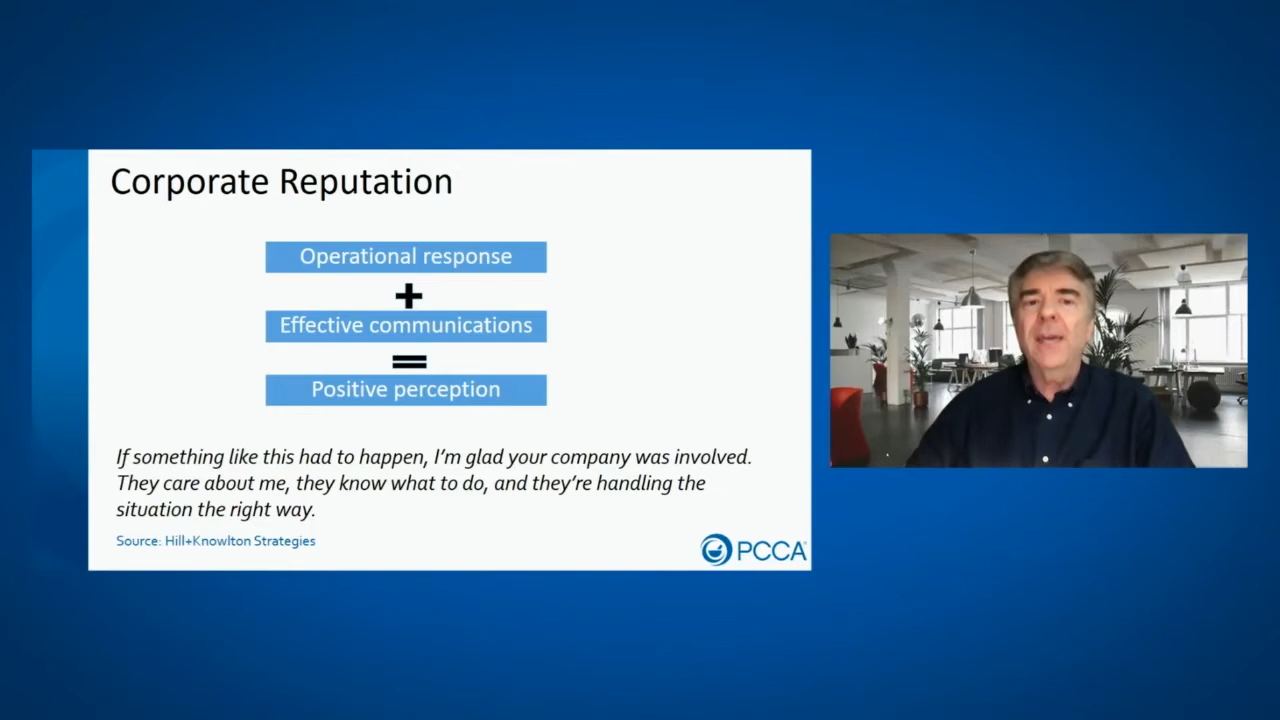 Corporate Reputation
Operational response
+
Effective communications
=
Positive perception
If something like this had to happen, I'm glad your company was involved.
They care about me, they know what to do, and they're handling the
situation the right way.
Source: Hill+Knowlton Strategies
PCCA